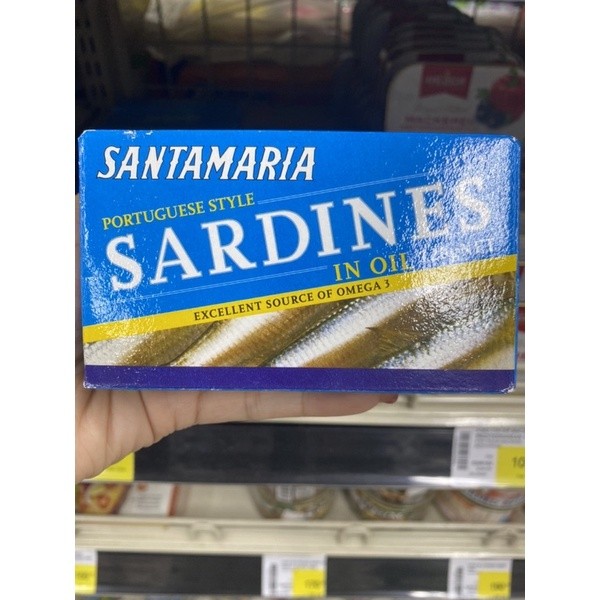 SANTAMARIA
PORTUGUESE STYLE
SARDINES
IN OIL
EXCELLENT SOURCE OF OMEGA 3